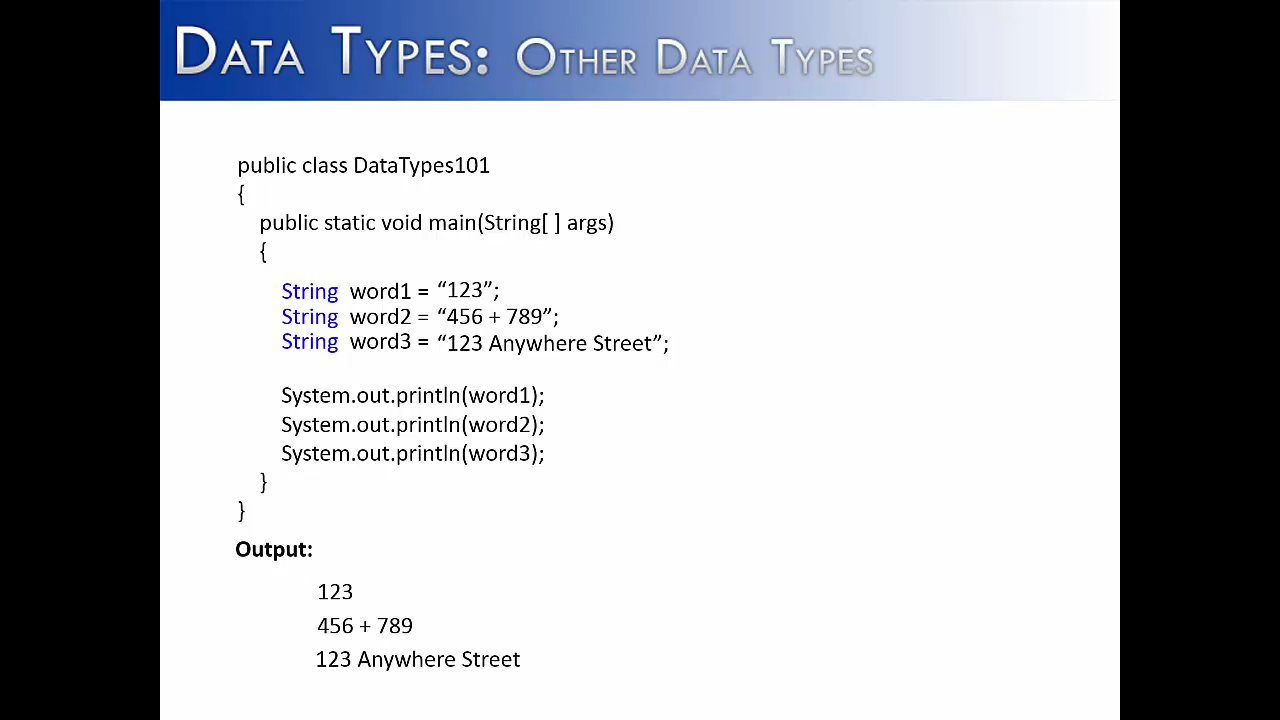 DATA TYPES: OTHER DATA TYPES
public class DataTypes101
{
public static void main(String[ ] args)
{
String word1 = “123”;
String word2 = “456 + 789”;
String word3 = “123 Anywhere Street”;
System.out.println(word1);
System.out.println(word2);
System.out.println(word3);
}
}
Output:
123
456 + 789
123 Anywhere Street